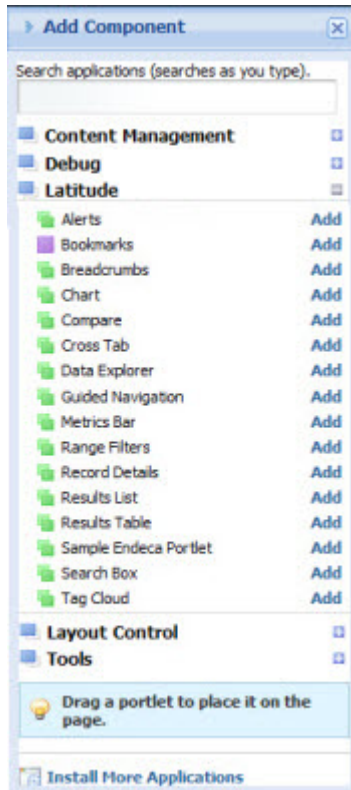 Add Component
Search applications (searches as you type).
Content Management
Debug
Latitude
Alerts Add
Bookmarks Add
Breadcrumbs Add
Chart Add
Compare Add
Cross Tab Add
Data Explorer Add
Guided Navigation Add
Metrics Bar Add
Range Filters Add
Record Details Add
Results List Add
Results Table Add
Sample Endeca Portlet Add
Search Box Add
Tag Cloud Add
Layout Control
Tools
Drag a portlet to place it on the
page.
Install More Applications